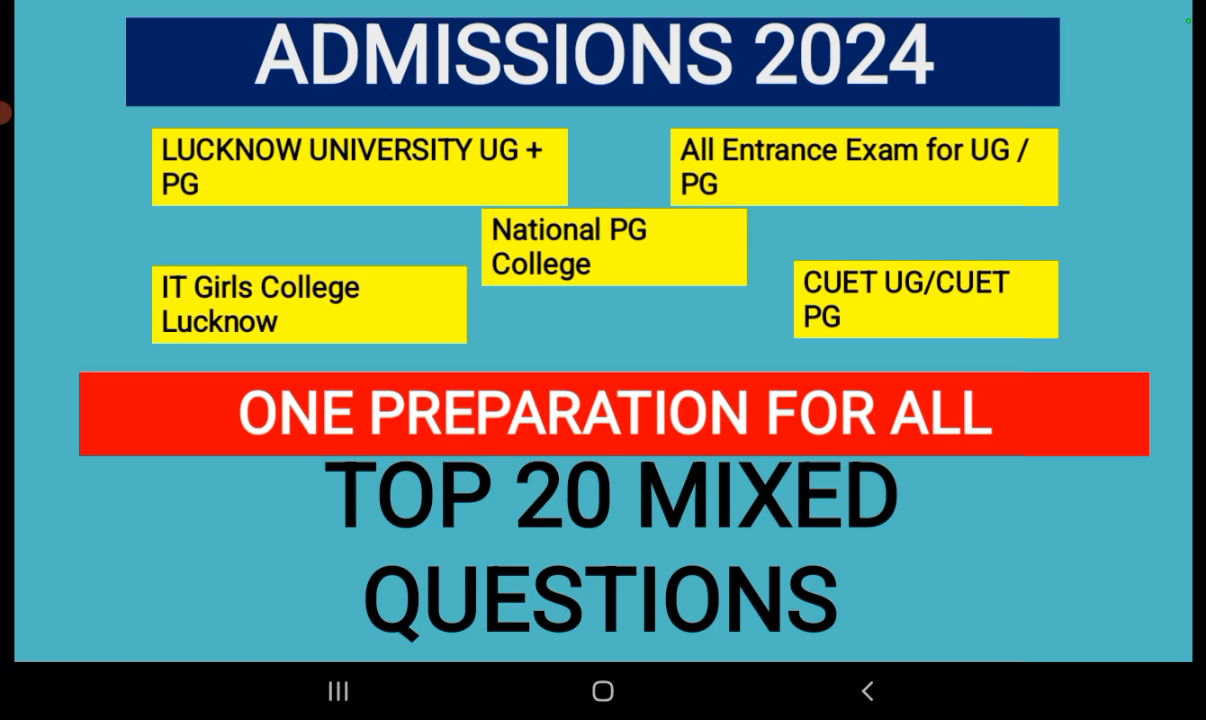 ADMISSIONS 2024
LUCKNOW UNIVERSITY UG +
PG
All Entrance Exam for UG /
PG
National PG
College
IT Girls College
Lucknow
CUET UG/CUET
PG
ONE PREPARATION FOR ALL
TOP 20 MIXED
QUESTIONS